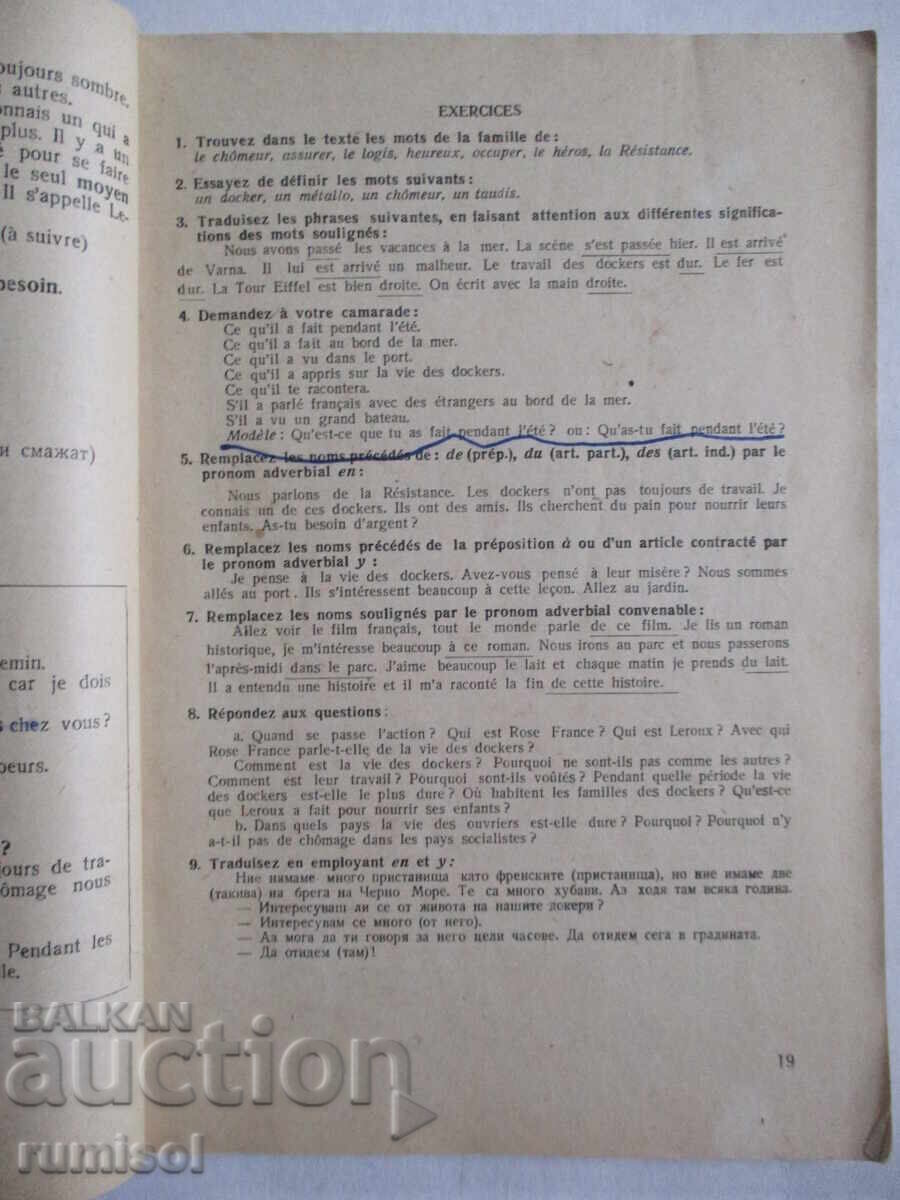 oujours sombre.
autres.
onnais un qui a
plus. Il y a un
pour se faire
le seul moyen
Il s'appelle Le-
(à suivre)
besoin.
и смажат)
emin.
car je dois
chez vous?
oeurs.
?
ours de tra-
ômage nous
Pendant les
le.
EXERCICES
1. Trouvez dans le texte les mots de la famille de :
le chômeur, assurer, le logis, heureux, occuper, le héros, la Résistance.
2. Essayez de définir les mots suivants :
un docker, un métallo, un chômeur, un taudis.
3. Traduisez les phrases suivantes, en faisant attention aux différentes significa-
tions des mots soulignés :
Nous avons passé les vacances à la mer. La scène s'est passée hier. Il est arrivé
de Varna. Il lui est arrivé un malheur. Le travail des dockers est dur. Le fer est
dur. La Tour Eiffel est bien droite. On écrit avec la main droite.
4. Demandez à votre camarade :
Ce qu'il a fait pendant l'été.
Ce qu'il a fait au bord de la mer.
Ce qu'il a vu dans le port.
Ce qu'il a appris sur la vie des dockers.
Ce qu'il te racontera.
S'il a parlé français avec des étrangers au bord de la mer.
S'il a vu un grand bateau.
Modèle : Qu'est-ce que tu as fait pendant l'été ? ou : Qu'as-tu fait pendant l'été ?
5. Remplacez les noms précédés de : de (prép.), du (art. part.), des (art. ind.) par le
pronom adverbial en :
Nous parlons de la Résistance. Les dockers n'ont pas toujours de travail. Je
connais un de ces dockers. Ils ont des amis. Ils cherchent du pain pour nourrir leurs
enfants. As-tu besoin d'argent ?
6. Remplacez les noms précédés de la préposition à ou d'un article contracté par
le pronom adverbial y :
Je pense à la vie des dockers. Avez-vous pensé à leur misère ? Nous sommes
allés au port. Ils s'intéressent beaucoup à cette leçon. Allez au jardin.
7. Remplacez les noms soulignés par le pronom adverbial convenable :
Allez voir le film français, tout le monde parle de ce film. Je lis un roman
historique, je m'intéresse beaucoup à ce roman. Nous irons au parc et nous passerons
l'après-midi dans le parc. J'aime beaucoup le lait et chaque matin je prends du lait.
Il a entendu une histoire et il m'a raconté la fin de cette histoire.
8. Répondez aux questions :
a. Quand se passe l'action ? Qui est Rose France ? Qui est Leroux ? Avec qui
Rose France parle-t-elle de la vie des dockers ?
Comment est la vie des dockers ? Pourquoi ne sont-ils pas comme les autres ?
Comment est leur travail ? Pourquoi sont-ils voûtés ? Pendant quelle période la vie
des dockers est-elle le plus dure ? Où habitent les familles des dockers ? Qu'est-ce
que Leroux a fait pour nourrir ses enfants ?
b. Dans quels pays la vie des ouvriers est-elle dure ? Pourquoi ? Pourquoi n'y
a-t-il pas de chômage dans les pays socialistes ?
9. Traduisez en employant en et y :
Ние нямаме много пристанища като френските (пристанища), но ние имаме две
(такива) на брега на Черно Море. Те са много хубави. Аз ходя там всяка година.
— Интересуваш ли се от живота на нашите докери ?
— Интересувам се много (от него).
— Аз мога да ти говоря за него цели часове. Да отидем сега в градината.
— Да отидем (там)!
19
BALKAN
auction
rumisol